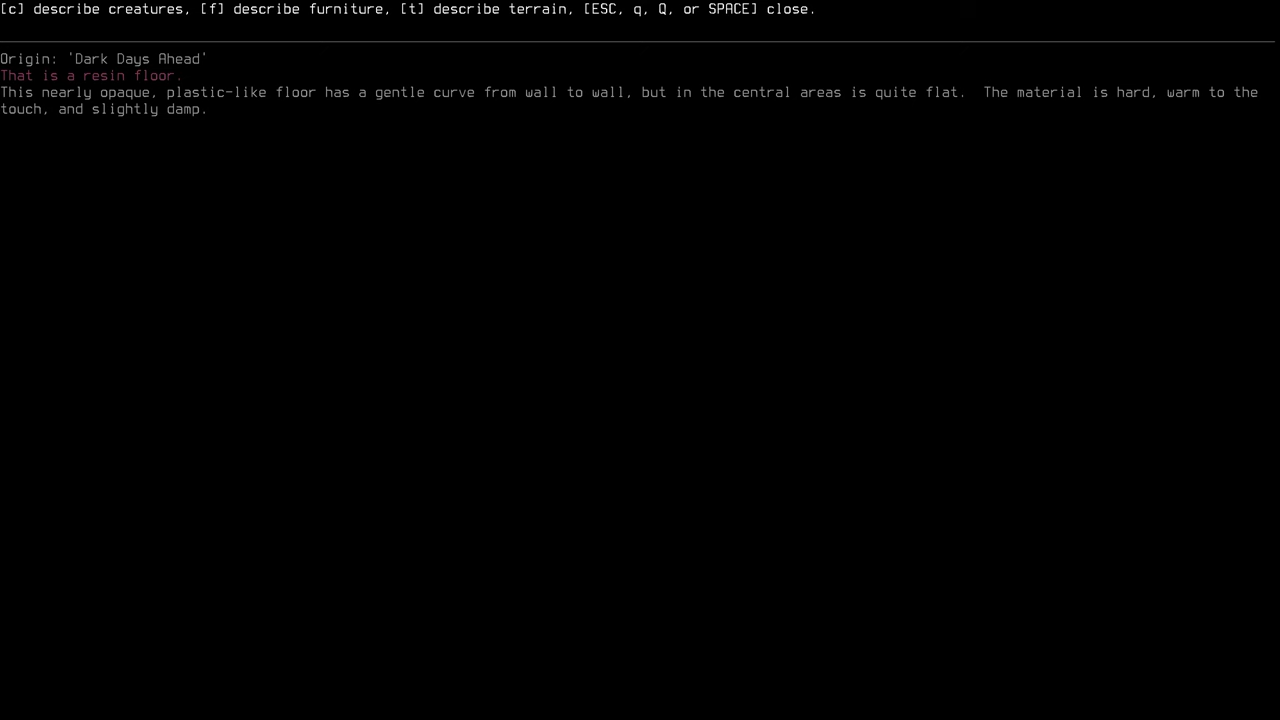 [c] describe creatures, [f] describe furniture, [t] describe terrain, [ESC, q, Q, or SPACE] close.
Origin: 'Dark Days Ahead'
That is a resin floor.
This nearly opaque, plastic-like floor has a gentle curve from wall to wall, but in the central areas is quite flat.  The material is hard, warm to the
touch, and slightly damp.